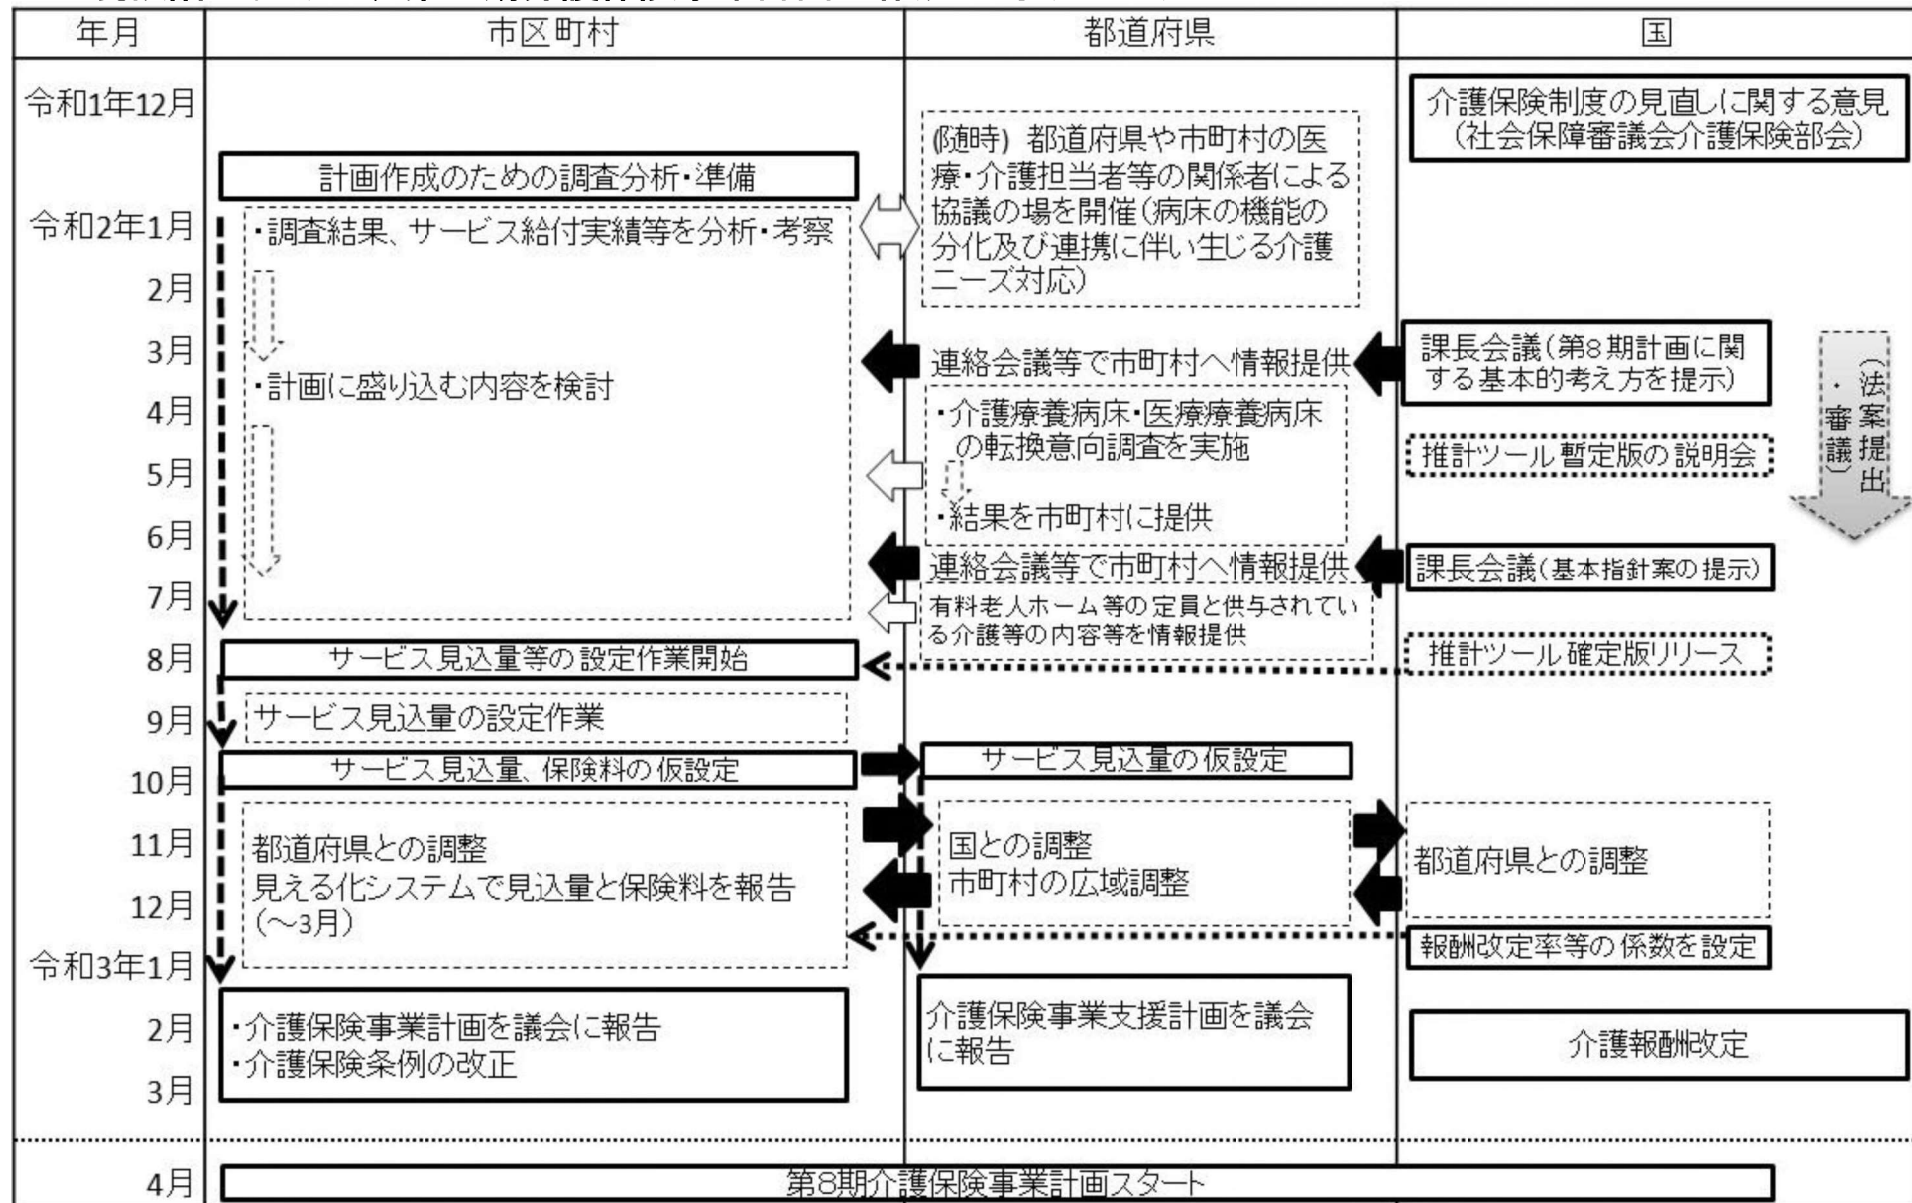 年月
市区町村
都道府県
国
令和1年12月
介護保険制度の見直しに関する意見
（社会保障審議会介護保険部会）
(随時) 都道府県や市町村の医
療・介護担当者等の関係者による
協議の場を開催（病床の機能の
分化及び連携に伴い生じる介護
ニーズ対応）
計画作成のための調査分析・準備
令和2年1月
・調査結果、サービス給付実績等を分析・考察
2月
3月
連絡会議等で市町村へ情報提供
課長会議（第8期計画に関
する基本的考え方を提示）
（法案提出
・審議）
・計画に盛り込む内容を検討
4月
・介護療養病床・医療療養病床
の転換意向調査を実施
5月
推計ツール暫定版の説明会
・結果を市町村に提供
6月
連絡会議等で市町村へ情報提供
課長会議（基本指針案の提示）
7月
有料老人ホーム等の定員と供与されてい
る介護等の内容等を情報提供
8月
サービス見込量等の設定作業開始
推計ツール確定版リリース
9月
サービス見込量の設定作業
10月
サービス見込量、保険料の仮設定
サービス見込量の仮設定
11月
都道府県との調整
見える化システムで見込量と保険料を報告
（～3月）
国との調整
市町村の広域調整
都道府県との調整
12月
報酬改定率等の係数を設定
令和3年1月
2月
・介護保険事業計画を議会に報告
・介護保険条例の改正
介護保険事業支援計画を議会
に報告
介護報酬改定
3月
4月
第8期介護保険事業計画スタート